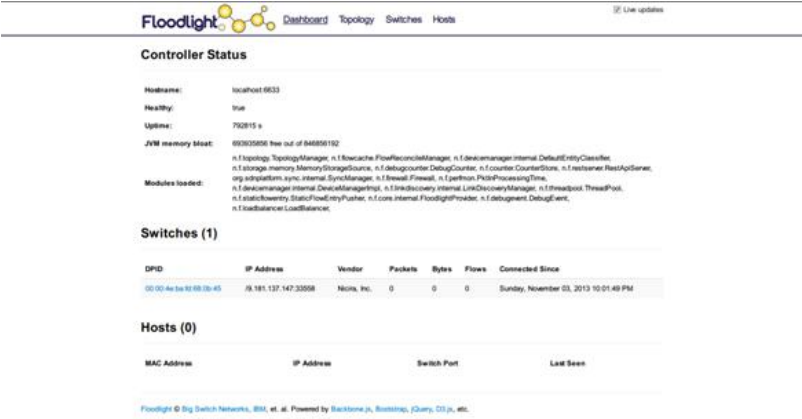 Floodlight Dashboard Topology Switches Hosts Live updates
Controller Status
Hostname: localhost:6633
Healthy: true
Uptime: 792815 s
JVM memory bloat: 693935856 free out of 846856192
n.f.topology.TopologyManager, n.f.flowcache.FlowReconcileManager, n.f.devicemanager.internal.DefaultEntityClassifier,
n.f.storage.memory.MemoryStorageSource, n.f.debugcounter.DebugCounter, n.f.counter.CounterStore, n.f.restserver.RestApiServer,
org.sdnplatform.sync.internal.SyncManager, n.f.firewall.Firewall, n.f.perfmon.PktInProcessingTime,
Modules loaded: n.f.devicemanager.internal.DeviceManagerImpl, n.f.linkdiscovery.internal.LinkDiscoveryManager, n.f.threadpool.ThreadPool,
n.f.staticflowentry.StaticFlowEntryPusher, n.f.core.internal.FloodlightProvider, n.f.debugevent.DebugEvent,
n.f.loadbalancer.LoadBalancer,
Switches (1)
DPID IP Address Vendor Packets Bytes Flows Connected Since
/9.181.137.147:33558 Nicira, Inc. 0 0 0 Sunday, November 03, 2013 10:01:49 PM
Hosts (0)
MAC Address IP Address Switch Port Last Seen
Floodlight © Big Switch Networks, IBM, et. al. Powered by Backbone.js, Bootstrap, jQuery, D3.js, etc.